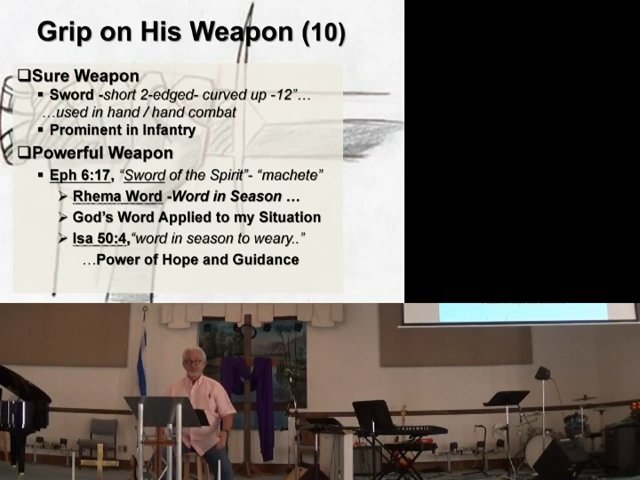 Grip on His Weapon (10)
❑Sure Weapon
▪ Sword -short 2-edged- curved up -12”…
…used in hand / hand combat
▪ Prominent in Infantry
❑Powerful Weapon
▪ Eph 6:17, “Sword of the Spirit”- “machete”
➢ Rhema Word -Word in Season …
➢ God’s Word Applied to my Situation
➢ Isa 50:4,“word in season to weary..”
…Power of Hope and Guidance